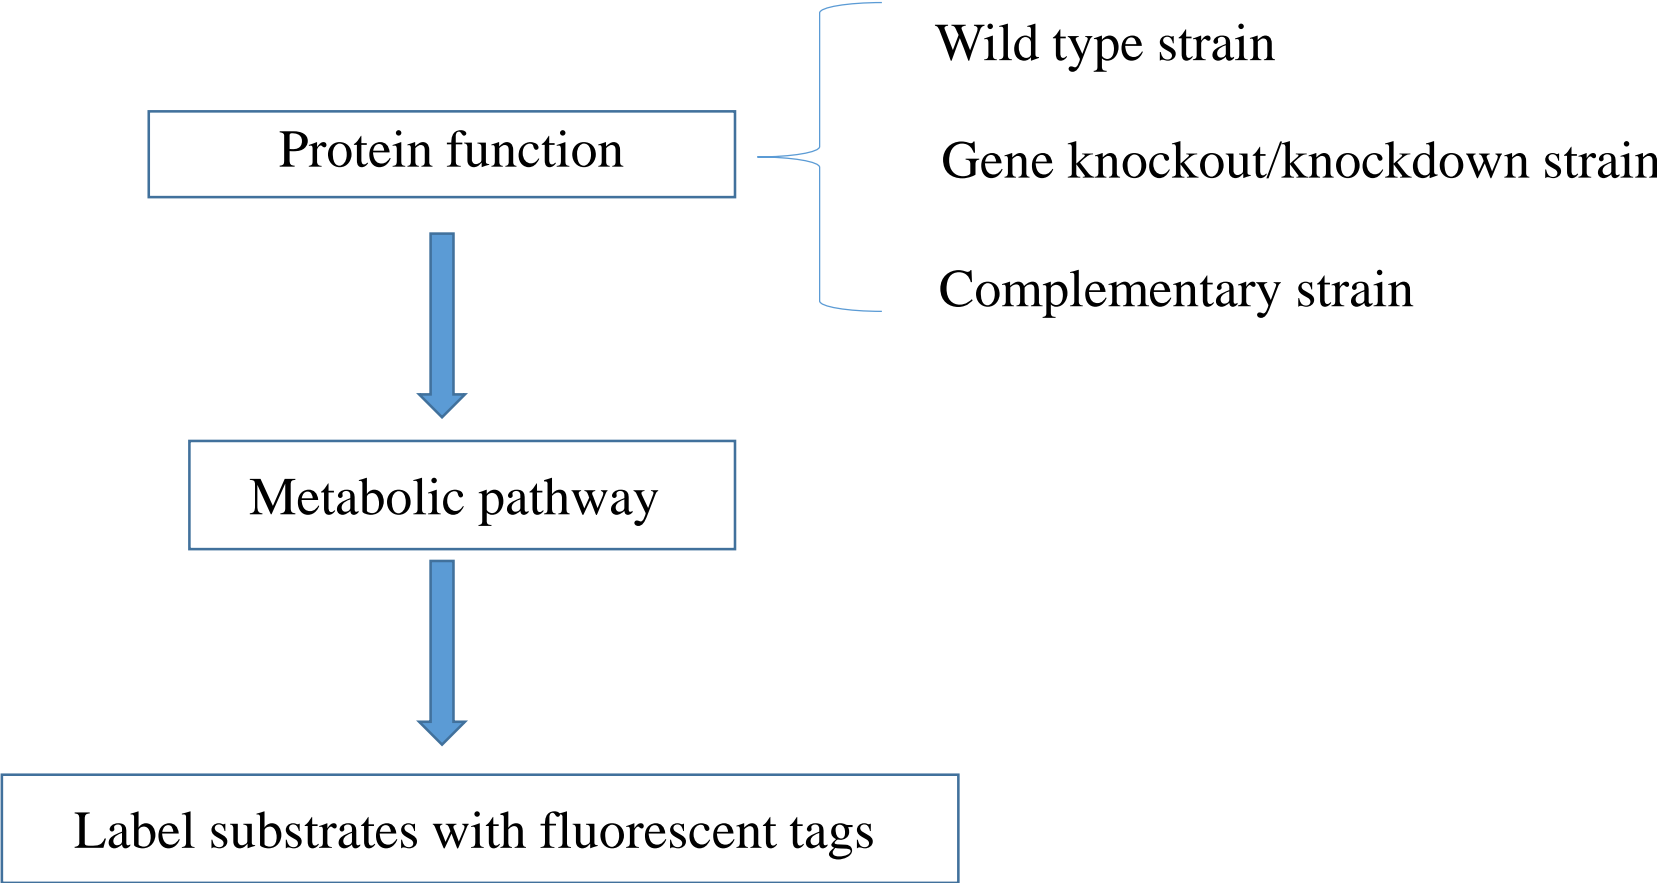 Wild type strain
Protein function
Gene knockout/knockdown strain
Complementary strain
Metabolic pathway
Label substrates with fluorescent tags